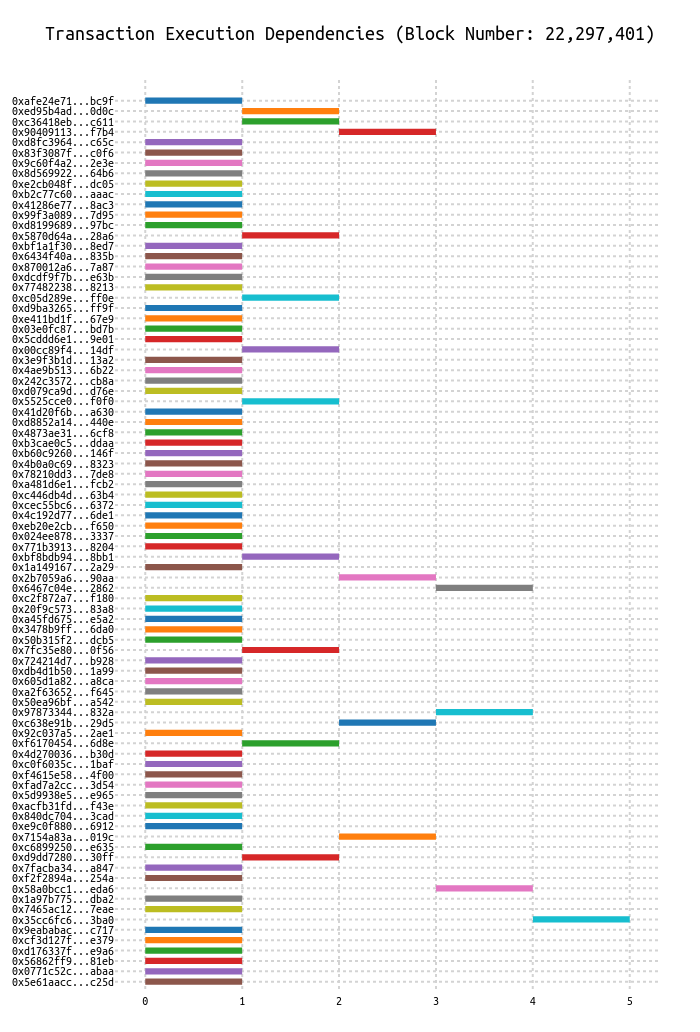 Transaction Execution Dependencies (Block Number: 22,297,401)
0xafe24e71...bc9f
0xed95b4ad...0d0c
0xc36418eb...c611
0x90409113...f7b4
0xd8fc3964...c65c
0x83f3087f...c0f6
0x9c60f4a2...2e3e
0x8d569922...64b6
0xe2cb048f...dc05
0xb2c77c60...aaac
0x41286e77...8ac3
0x99f3a089...7d95
0xd8199689...97bc
0x5870d64a...28a6
0xbf1a1f30...8ed7
0x6434f40a...835b
0x870012a6...7a87
0xdcdf9f7b...e63b
0x77482238...8213
0xc05d289e...ff0e
0xd9ba3265...ff9f
0xe411bd1f...67e9
0x03e0fc87...bd7b
0x5cddd6e1...9e01
0x00cc89f4...14df
0x3e9f3b1d...13a2
0x4ae9b513...6b22
0x242c3572...cb8a
0xd079ca9d...d76e
0x5525cce0...f0f0
0x41d20f6b...a630
0xd8852a14...440e
0x4873ae31...6cf8
0xb3cae0c5...ddaa
0xb60c9260...146f
0x4b0a0c69...8323
0x78210dd3...7de8
0xa481d6e1...fcb2
0xc446db4d...63b4
0xcec55bc6...6372
0x4c192d77...6de1
0xeb20e2cb...f650
0x024ee878...3337
0x771b3913...8204
0xbf8bdb94...8bb1
0x1a149167...2a29
0x2b7059a6...90aa
0x6467c04e...2862
0xc2f872a7...f180
0x20f9c573...83a8
0xa45fd675...e5a2
0x3478b9ff...6da0
0x50b315f2...dcb5
0x7fc35e80...0f56
0x724214d7...b928
0xdb4d1b50...1a99
0x605d1a82...a8ca
0xa2f63652...f645
0x50ea96bf...a542
0x97873344...832a
0xc638e91b...29d5
0x92c037a5...2ae1
0xf6170454...6d8e
0x4d270036...b30d
0xc0f6035c...1baf
0xf4615e58...4f00
0xfad7a2cc...3d54
0x5d9938e5...e965
0xacfb31fd...f43e
0x840dc704...3cad
0xe9c0f880...6912
0x7154a83a...019c
0xc6899250...e635
0xd9dd7280...30ff
0x7facba34...a847
0xf2f2894a...254a
0x58a0bcc1...eda6
0x1a97b775...dba2
0x7465ac12...7eae
0x35cc6fc6...3ba0
0x9eababac...c717
0xcf3d127f...e379
0xd176337f...e9a6
0x56862ff9...81eb
0x0771c52c...abaa
0x5e61aacc...c25d
0 1 2 3 4 5